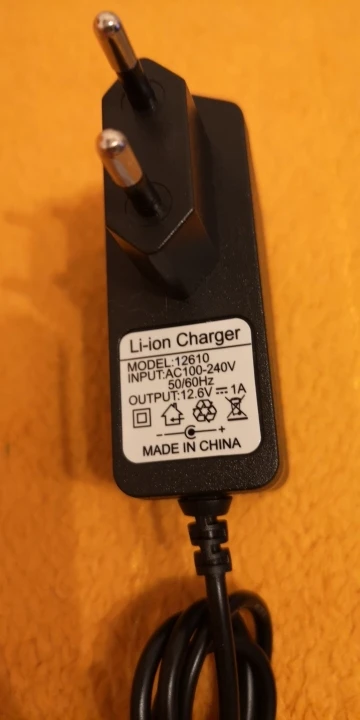 Li-ion Charger
MODEL:12610
INPUT:AC100-240V
50/60Hz
OUTPUT:12.6V⎓1A
- +
MADE IN CHINA